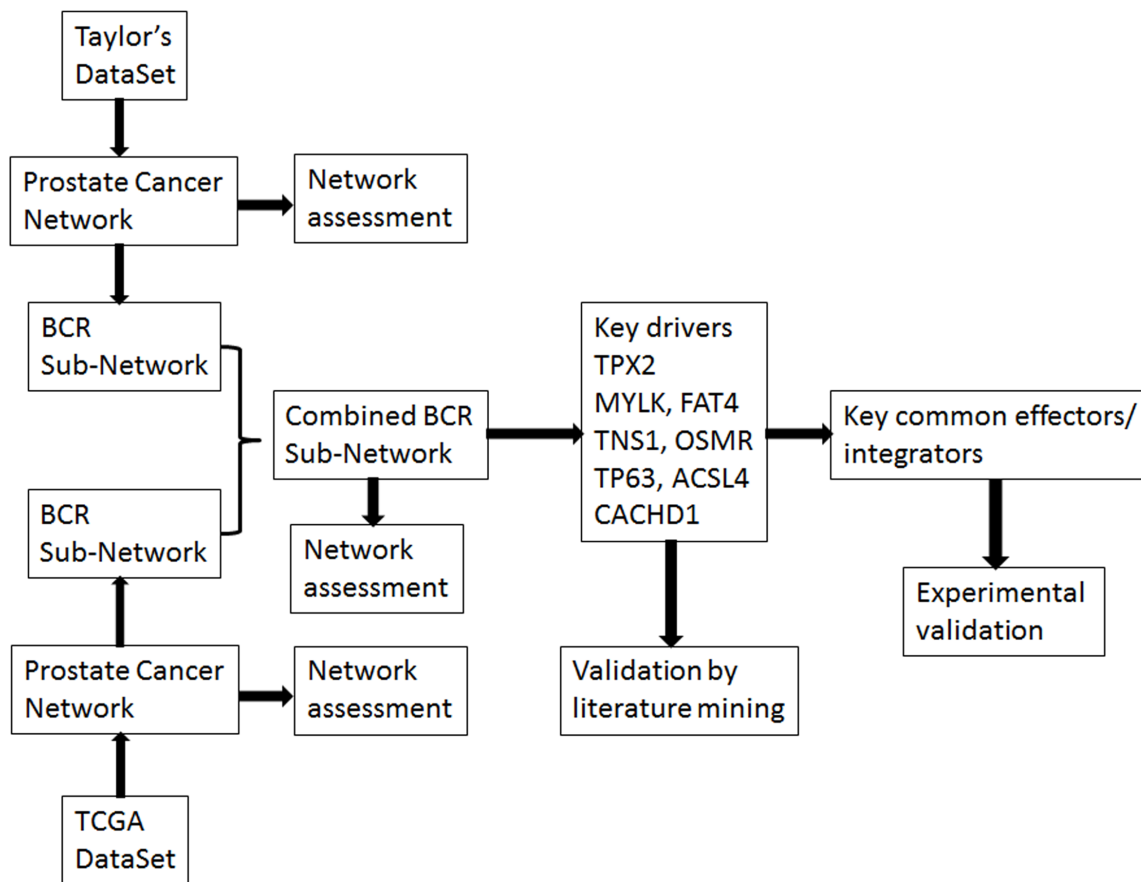 Taylor's
DataSet
Prostate Cancer
Network
Network
assessment
BCR
Sub-Network
Combined BCR
Sub-Network
Network
assessment
BCR
Sub-Network
Prostate Cancer
Network
Network
assessment
TCGA
DataSet
Key drivers
TPX2
MYLK, FAT4
TNS1, OSMR
TP63, ACSL4
CACHD1
Validation by
literature mining
Key common effectors/
integrators
Experimental
validation